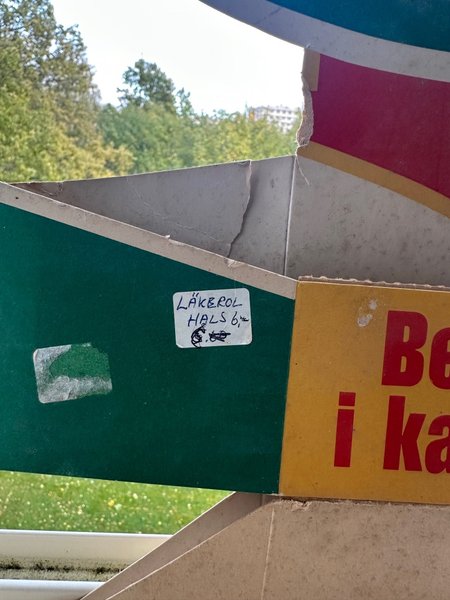 LÄKEROL
HALS 6,-
Be
i ka